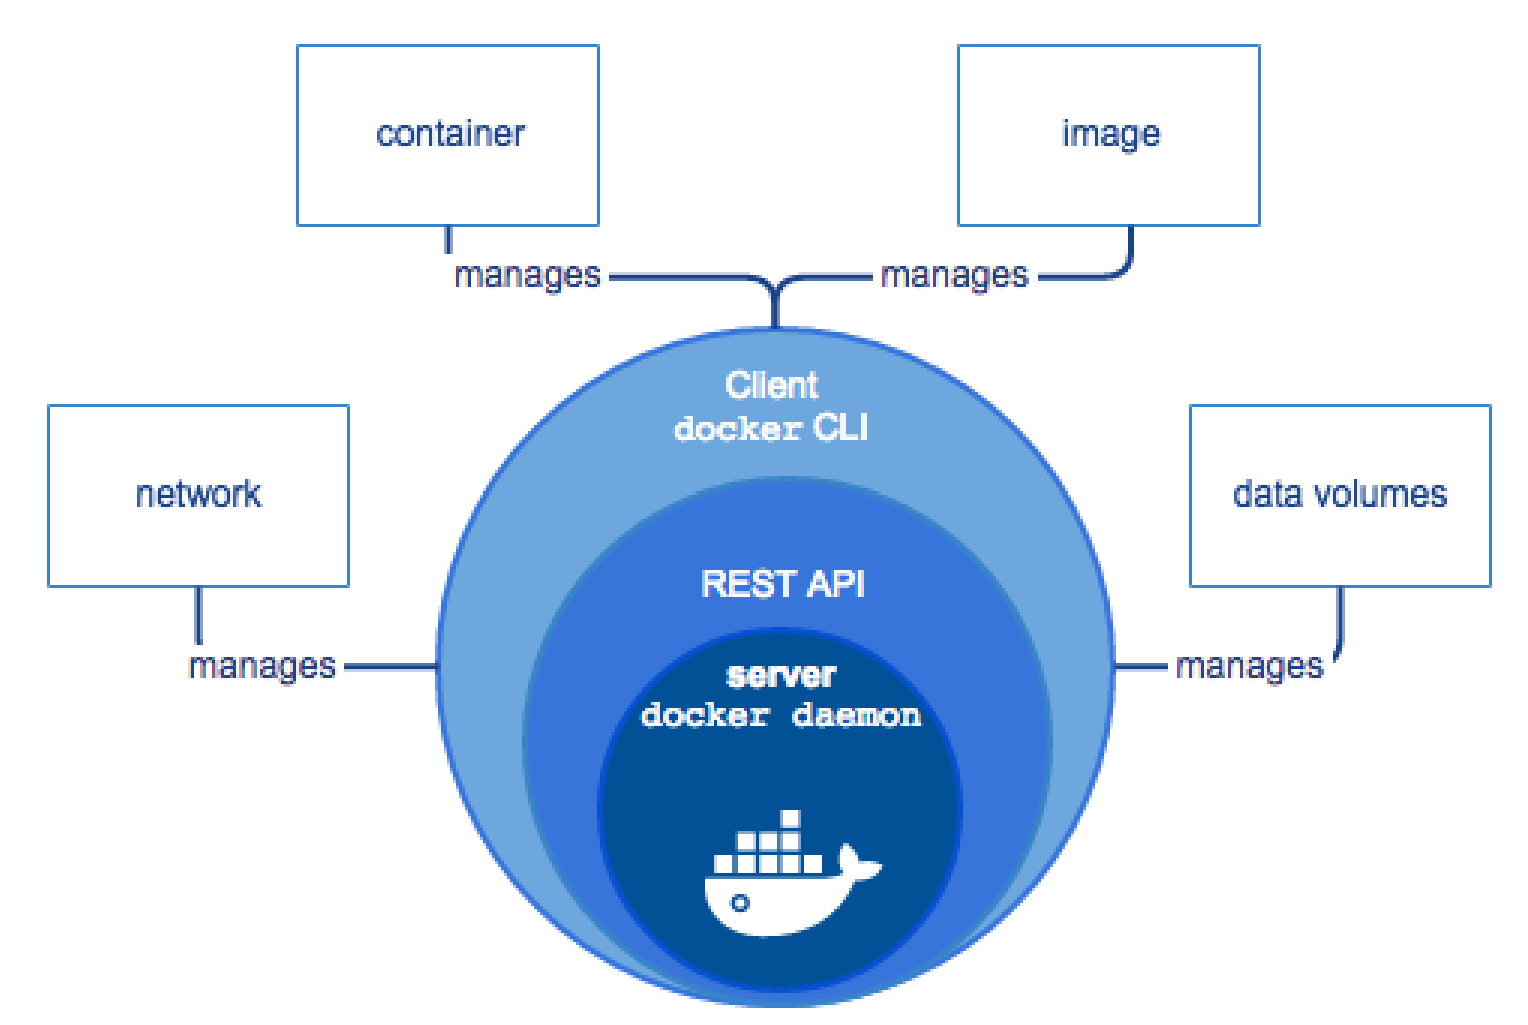 container
image
manages
manages
Client
docker CLI
network
data volumes
REST API
manages
manages
server
docker daemon